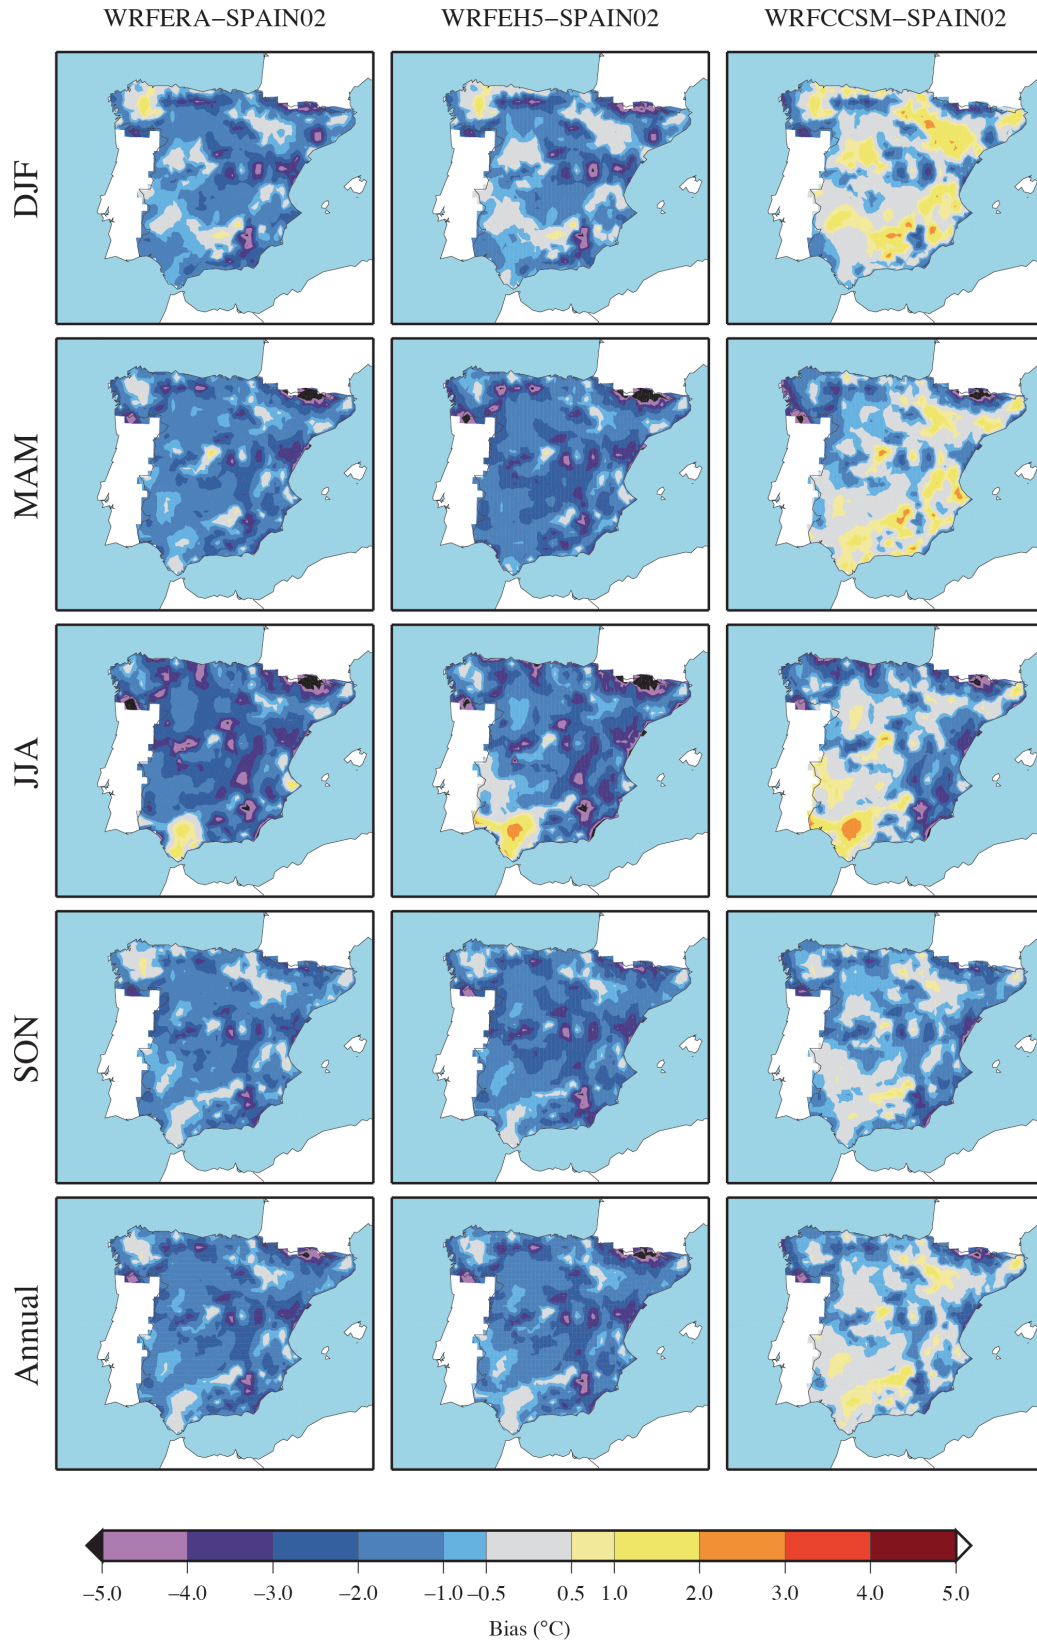 WRFERA−SPAIN02 WRFEH5−SPAIN02 WRFCCSM−SPAIN02
DJF
MAM
JJA
SON
Annual
−5.0 −4.0 −3.0 −2.0 −1.0 −0.5 0.5 1.0 2.0 3.0 4.0 5.0
Bias (°C)